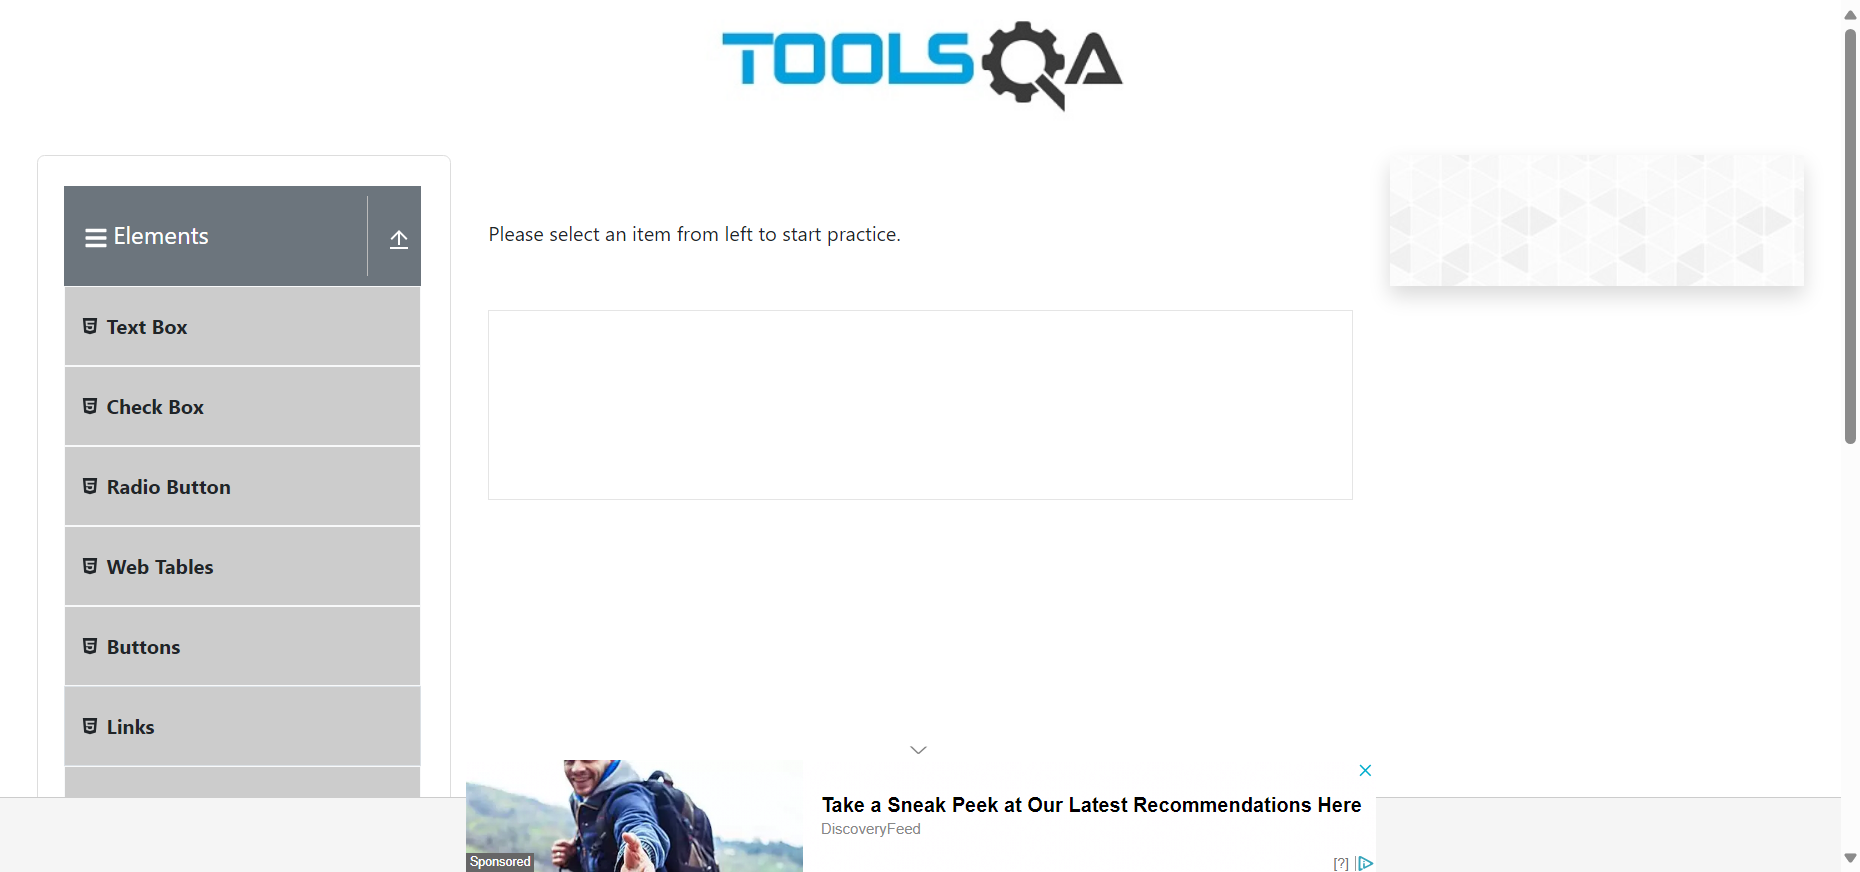 TOOLSQA
Elements
Please select an item from left to start practice.
Text Box
Check Box
Radio Button
Web Tables
Buttons
Links
Take a Sneak Peek at Our Latest Recommendations Here
DiscoveryFeed
Sponsored
[?]